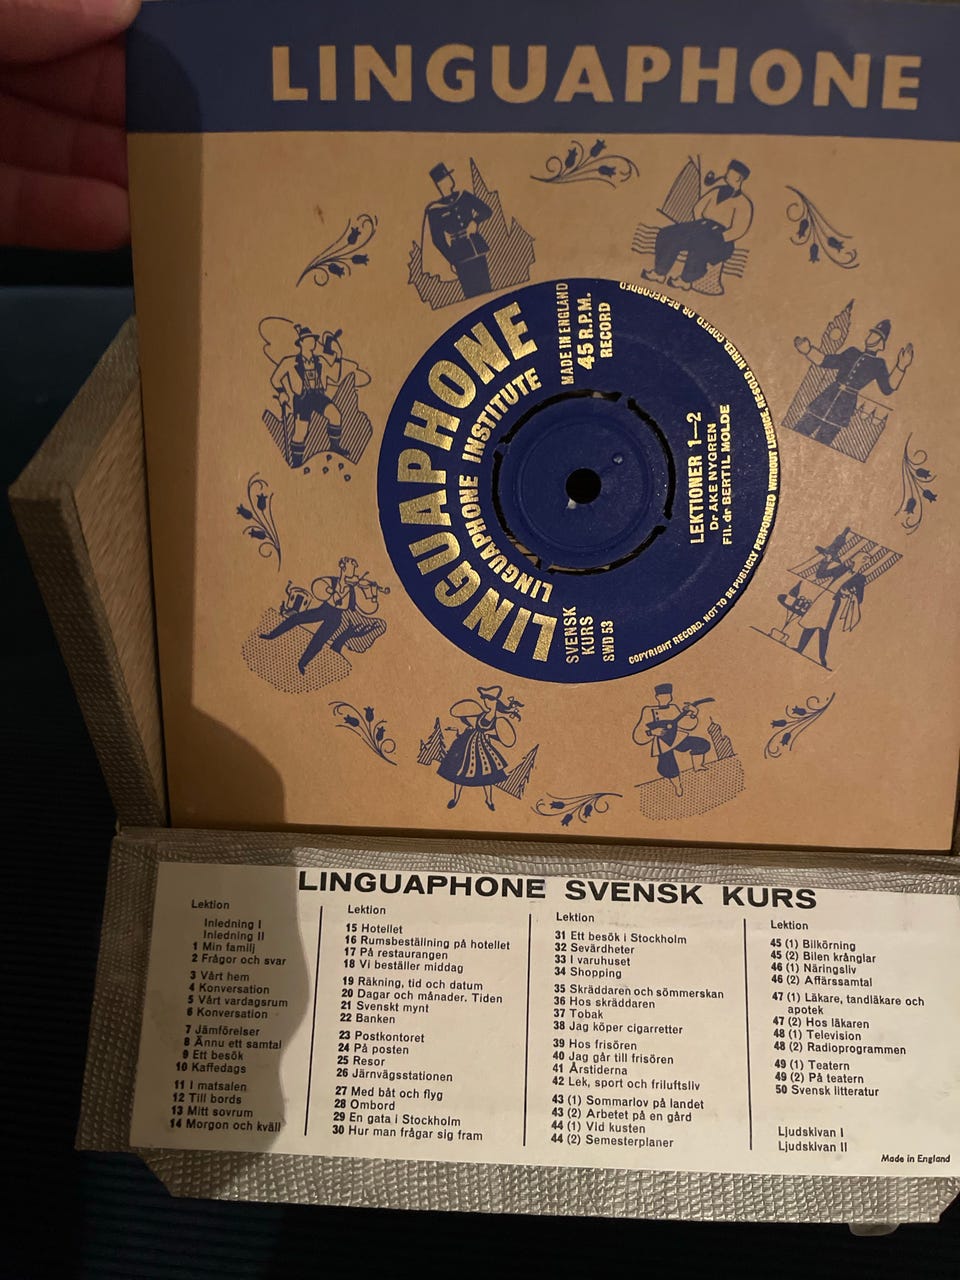 LINGUAPHONE
LINGUAPHONE
LINGUAPHONE INSTITUTE
MADE IN ENGLAND
45 R.P.M.
RECORD
SVENSK
KURS
SWD 53
LEKTIONER 1—2
Dr ÅKE NYGREN
Fil. dr BERTIL MOLDE
COPYRIGHT RECORD. NOT TO BE PUBLICLY PERFORMED WITHOUT LICENCE, RESOLD, HIRED, COPIED OR RE-RECORDED
LINGUAPHONE SVENSK KURS
Lektion
Inledning I
Inledning II
1 Min familj
2 Frågor och svar
3 Vårt hem
4 Konversation
5 Vårt vardagsrum
6 Konversation
7 Jämförelser
8 Ännu ett samtal
9 Ett besök
10 Kaffedags
11 I matsalen
12 Till bords
13 Mitt sovrum
14 Morgon och kväll
Lektion
15 Hotellet
16 Rumsbeställning på hotellet
17 På restaurangen
18 Vi beställer middag
19 Räkning, tid och datum
20 Dagar och månader. Tiden
21 Svenskt mynt
22 Banken
23 Postkontoret
24 På posten
25 Resor
26 Järnvägsstationen
27 Med båt och flyg
28 Ombord
29 En gata i Stockholm
30 Hur man frågar sig fram
Lektion
31 Ett besök i Stockholm
32 Sevärdheter
33 I varuhuset
34 Shopping
35 Skräddaren och sömmerskan
36 Hos skräddaren
37 Tobak
38 Jag köper cigarretter
39 Hos frisören
40 Jag går till frisören
41 Årstiderna
42 Lek, sport och friluftsliv
43 (1) Sommarlov på landet
43 (2) Arbetet på en gård
44 (1) Vid kusten
44 (2) Semesterplaner
Lektion
45 (1) Bilkörning
45 (2) Bilen krånglar
46 (1) Näringsliv
46 (2) Affärssamtal
47 (1) Läkare, tandläkare och
apotek
47 (2) Hos läkaren
48 (1) Television
48 (2) Radioprogrammen
49 (1) Teatern
49 (2) På teatern
50 Svensk litteratur
Ljudskivan I
Ljudskivan II
Made in England